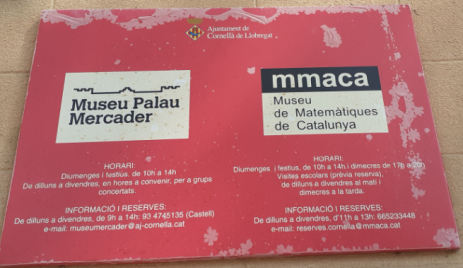 Ajuntament de
Cornellà de Llobregat
Museu Palau
Mercader
HORARI:
Diumenges i festius, de 10h a 14h
De dilluns a divendres, en hores a convenir, per a grups
concertats.
INFORMACIÓ I RESERVES:
De dilluns a divendres, de 9h a 14h: 93 4745135 (Castell)
e-mail: museumercader@aj-cornella.cat
mmaca
Museu
de Matemàtiques
de Catalunya
HORARI:
Diumenges i festius, de 10h a 14h i dimecres de 17h a 20h
Visites escolars (prèvia reserva),
de dilluns a divendres al matí i
dimecres a la tarda.
INFORMACIÓ I RESERVES:
De dilluns a divendres, d'11h a 13h: 665233448
e-mail: reserves.cornella@mmaca.cat